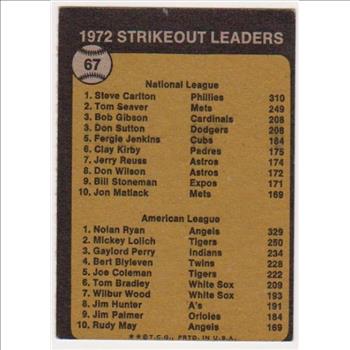 1972 STRIKEOUT LEADERS
67
National League
1. Steve Carlton Phillies 310
2. Tom Seaver Mets 249
3. Bob Gibson Cardinals 208
3. Don Sutton Dodgers 208
5. Fergie Jenkins Cubs 184
6. Clay Kirby Padres 175
7. Jerry Reuss Astros 174
8. Don Wilson Astros 172
9. Bill Stoneman Expos 171
10. Jon Matlack Mets 169
American League
1. Nolan Ryan Angels 329
2. Mickey Lolich Tigers 250
3. Gaylord Perry Indians 234
4. Bert Blyleven Twins 228
5. Joe Coleman Tigers 222
6. Tom Bradley White Sox 209
7. Wilbur Wood White Sox 193
8. Jim Hunter A's 191
9. Jim Palmer Orioles 184
10. Rudy May Angels 169
★★©T.C.G., PRTD. IN U.S.A.